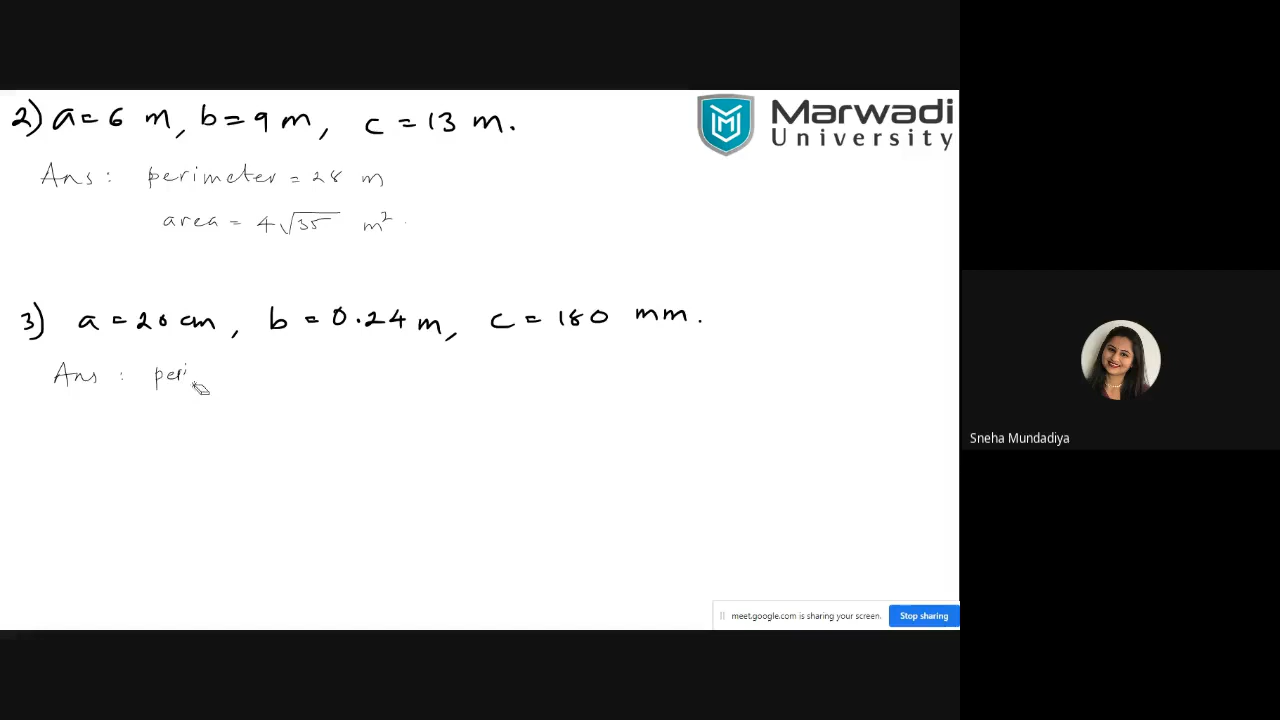 2) a = 6 m, b = 9 m, c = 13 m.
Marwadi
University
Ans : perimeter = 28 m
area = 4√35 m²
3) a = 20 cm, b = 0.24 m, c = 180 mm.
Ans : peri
Sneha Mundadiya
meet.google.com is sharing your screen. Stop sharing